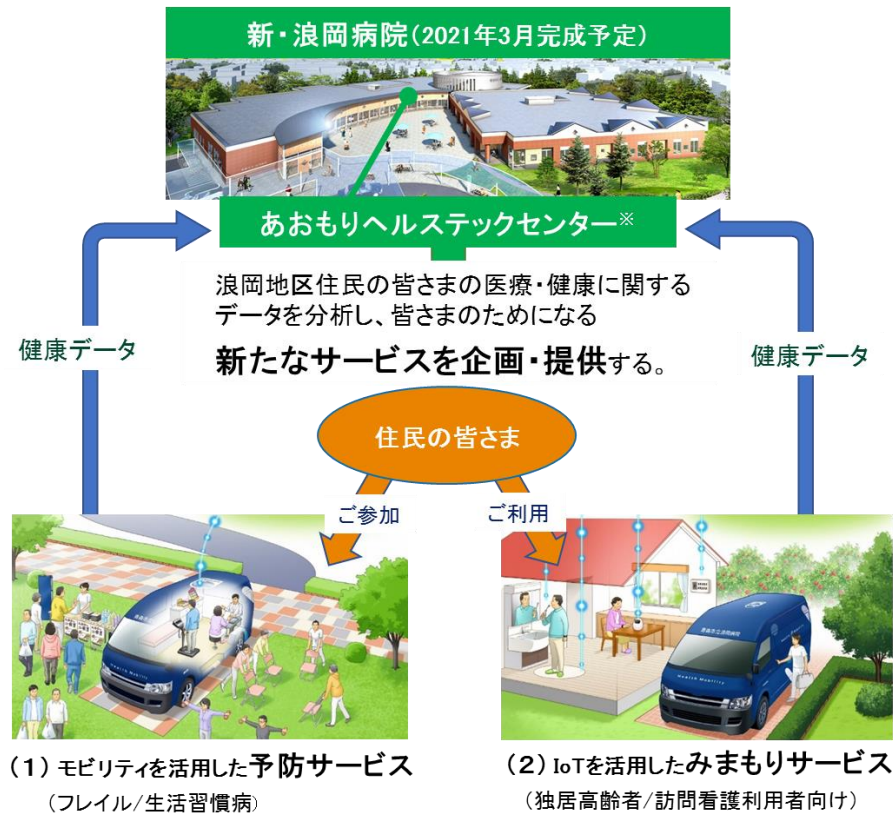 新・浪岡病院(2021年3月完成予定)
あおもりヘルステックセンター※
浪岡地区住民の皆さまの医療・健康に関する
データを分析し、皆さまのためになる
新たなサービスを企画・提供する。
健康データ
健康データ
住民の皆さま
ご参加
ご利用
Health Mobility
Health Mobility
(1) モビリティを活用した予防サービス
(フレイル/生活習慣病)
(2) IoTを活用したみまもりサービス
(独居高齢者/訪問看護利用者向け)